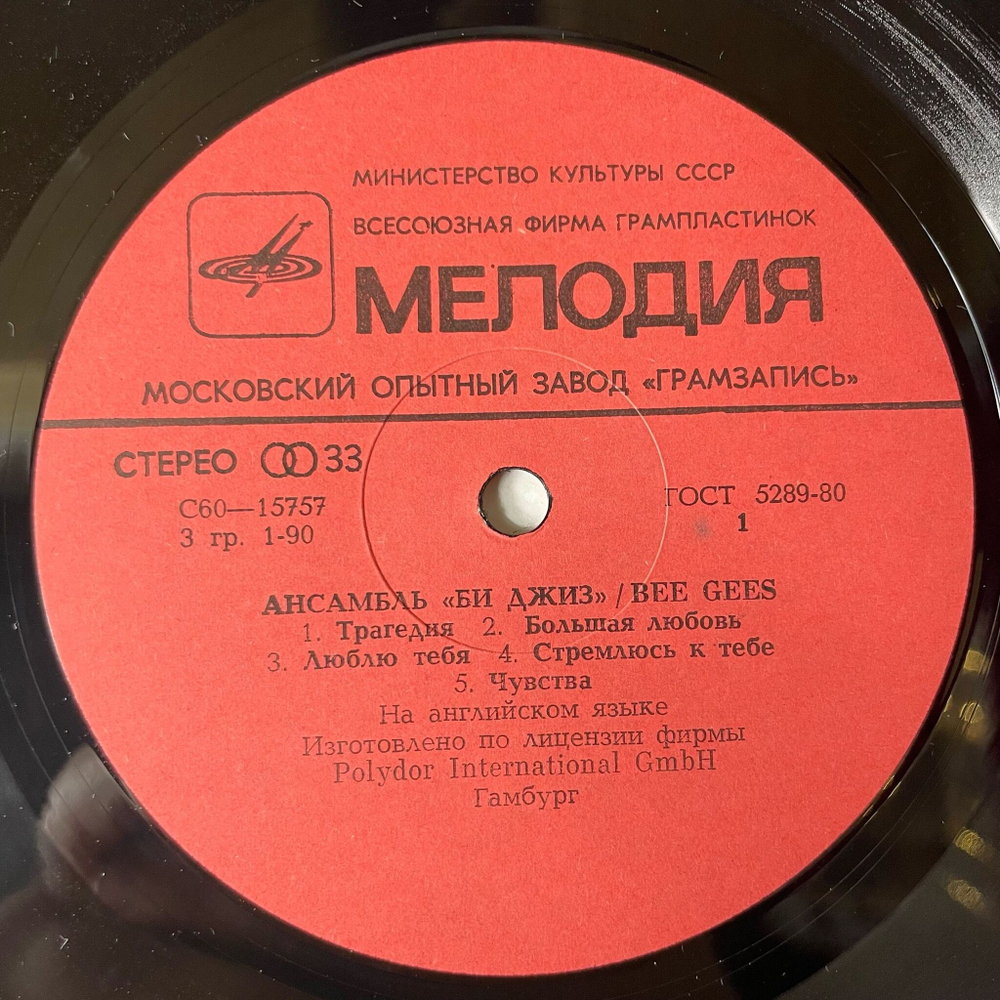 МИНИСТЕРСТВО КУЛЬТУРЫ СССР
ВСЕСОЮЗНАЯ ФИРМА ГРАМПЛАСТИНОК
МЕЛОДИЯ
МОСКОВСКИЙ ОПЫТНЫЙ ЗАВОД «ГРАМЗАПИСЬ»
СТЕРЕО 33
С60—15757
3 гр. 1-90
ГОСТ 5289-80
1
АНСАМБЛЬ «БИ ДЖИЗ» / BEE GEES
1. Трагедия 2. Большая любовь
3. Люблю тебя 4. Стремлюсь к тебе
5. Чувства
На английском языке
Изготовлено по лицензии фирмы
Polydor International GmbH
Гамбург